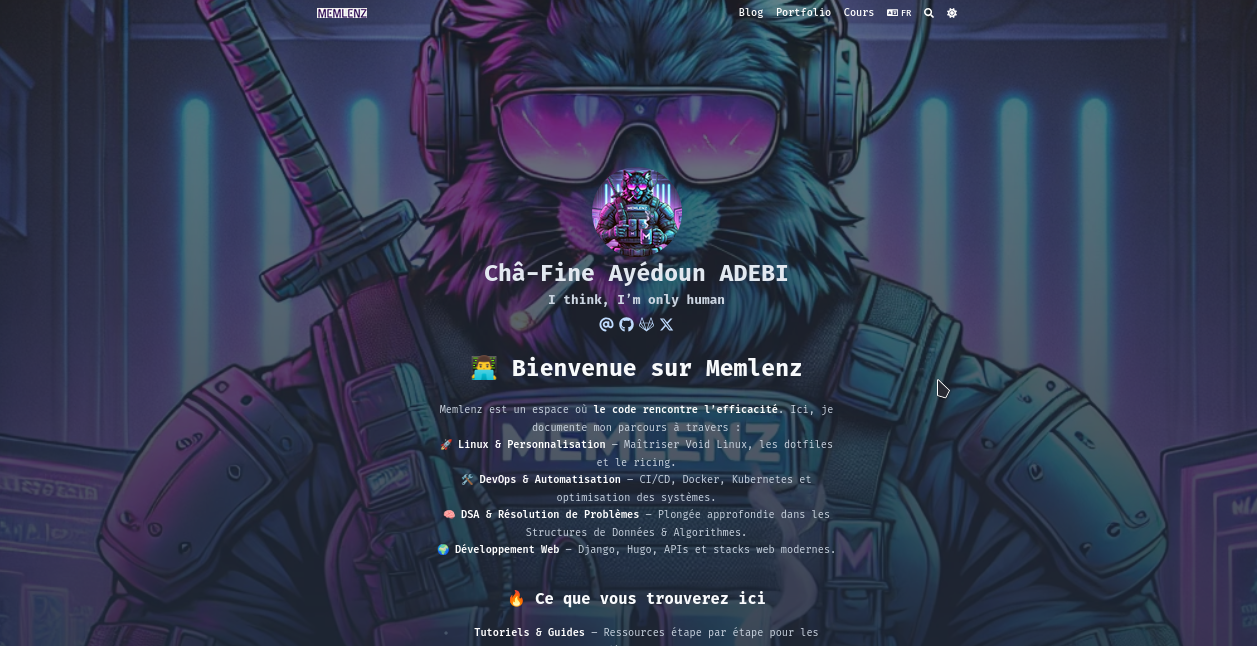 MEMLENZ
Blog Portfolio Cours FR
MEMLENZ
Châ-Fine Ayédoun ADEBI
I think, I’m only human
👨‍💻 Bienvenue sur Memlenz
Memlenz est un espace où le code rencontre l’efficacité. Ici, je
documente mon parcours à travers :
🚀 Linux & Personnalisation – Maîtriser Void Linux, les dotfiles
et le ricing.
🛠️ DevOps & Automatisation – CI/CD, Docker, Kubernetes et
optimisation des systèmes.
🧠 DSA & Résolution de Problèmes – Plongée approfondie dans les
Structures de Données & Algorithmes.
🌍 Développement Web – Django, Hugo, APIs et stacks web modernes.
MEMLENZ
M
🔥 Ce que vous trouverez ici
Tutoriels & Guides – Ressources étape par étape pour les